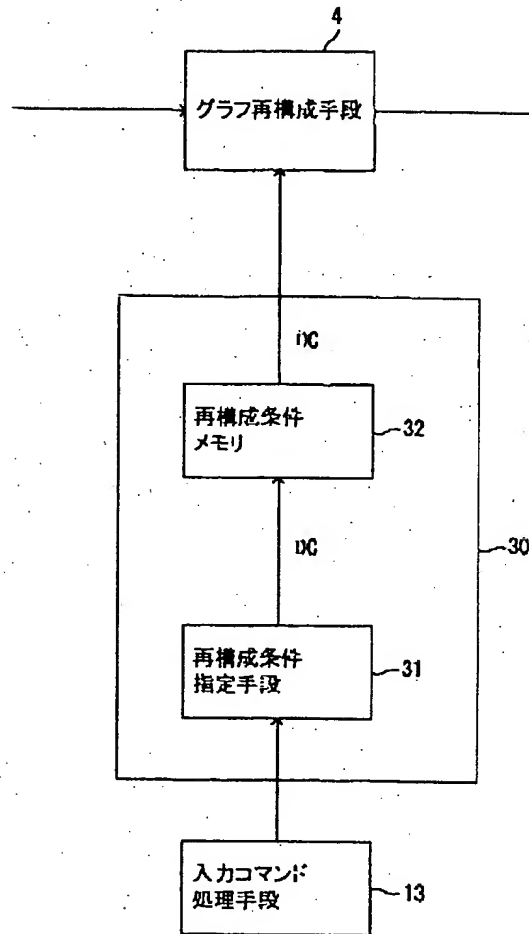 4
グラフ再構成手段
DC
再構成条件
メモリ
32
DC
30
再構成条件
指定手段
31
入力コマンド
処理手段
13